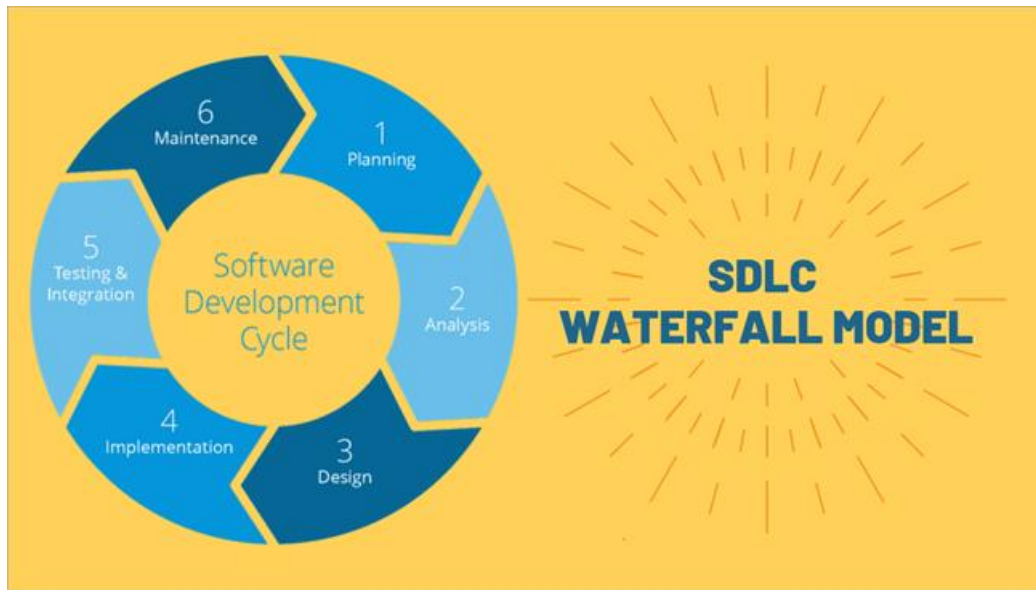 1
Planning
2
Analysis
3
Design
4
Implementation
5
Testing &
Integration
6
Maintenance
Software
Development
Cycle
SDLC
WATERFALL MODEL